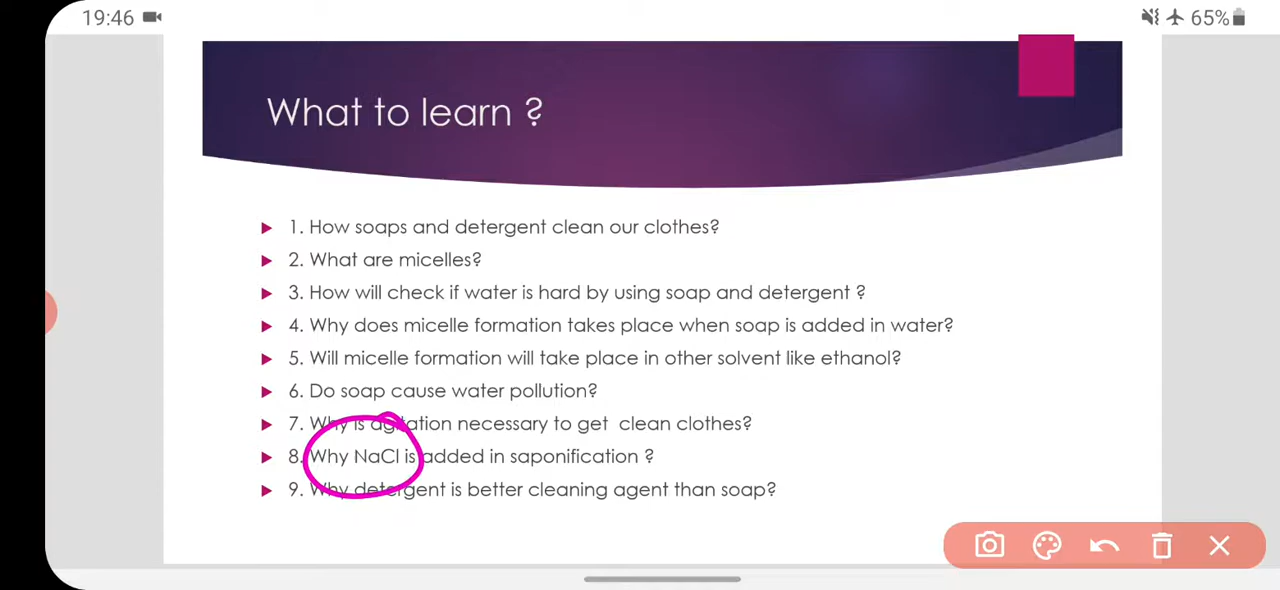 19:46
65%
What to learn ?
1. How soaps and detergent clean our clothes?
2. What are micelles?
3. How will check if water is hard by using soap and detergent ?
4. Why does micelle formation takes place when soap is added in water?
5. Will micelle formation will take place in other solvent like ethanol?
6. Do soap cause water pollution?
7. Why is agitation necessary to get clean clothes?
8. Why NaCl is added in saponification ?
9. Why detergent is better cleaning agent than soap?